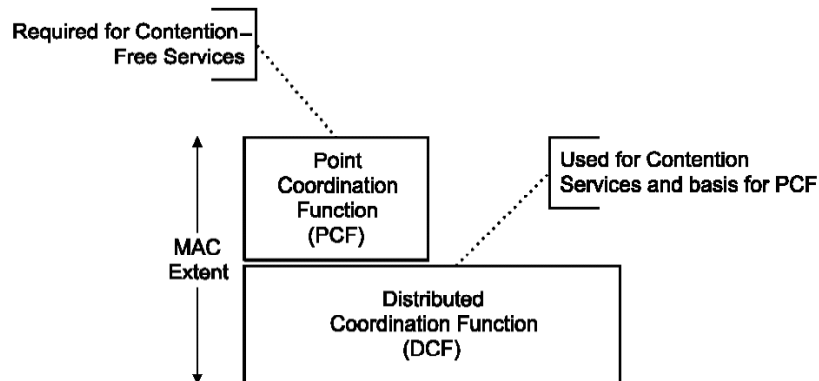 Required for Contention–
Free Services
Point
Coordination
Function
(PCF)
Used for Contention
Services and basis for PCF
MAC
Extent
Distributed
Coordination Function
(DCF)